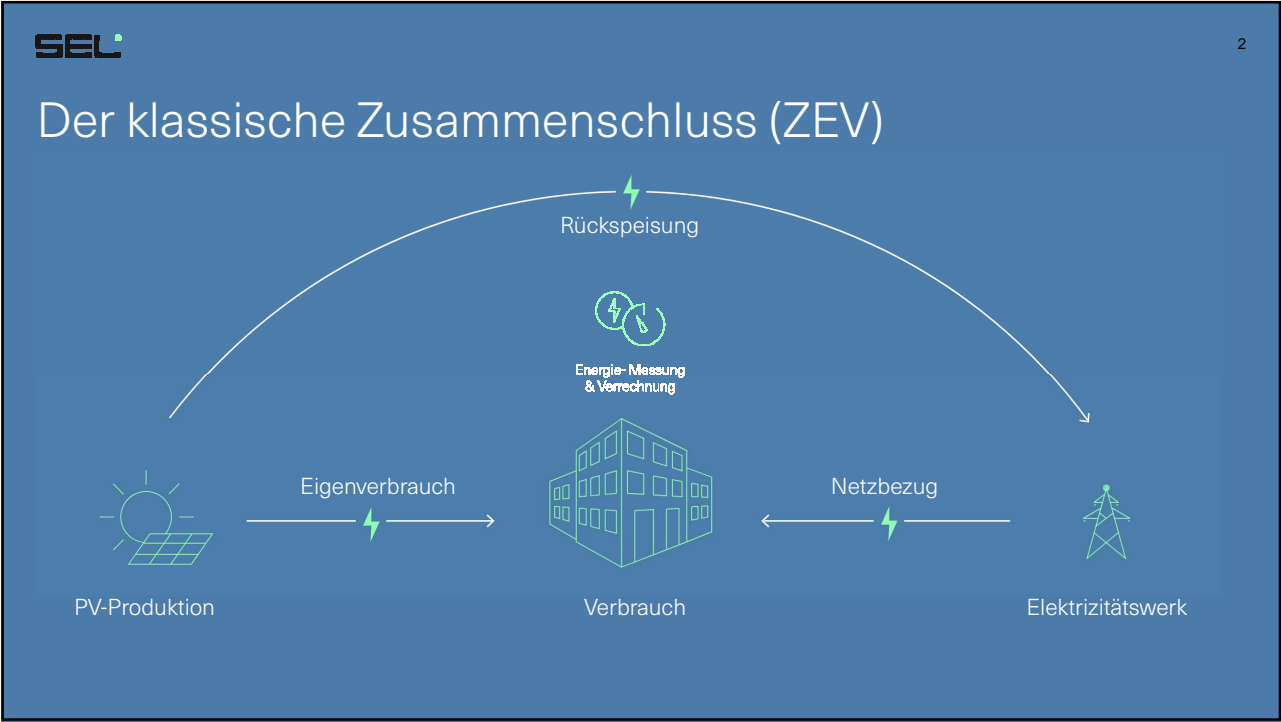 SEL
2
Der klassische Zusammenschluss (ZEV)
Rückspeisung
Energie- Messung
& Verrechnung
Eigenverbrauch
Netzbezug
PV-Produktion
Verbrauch
Elektrizitätswerk